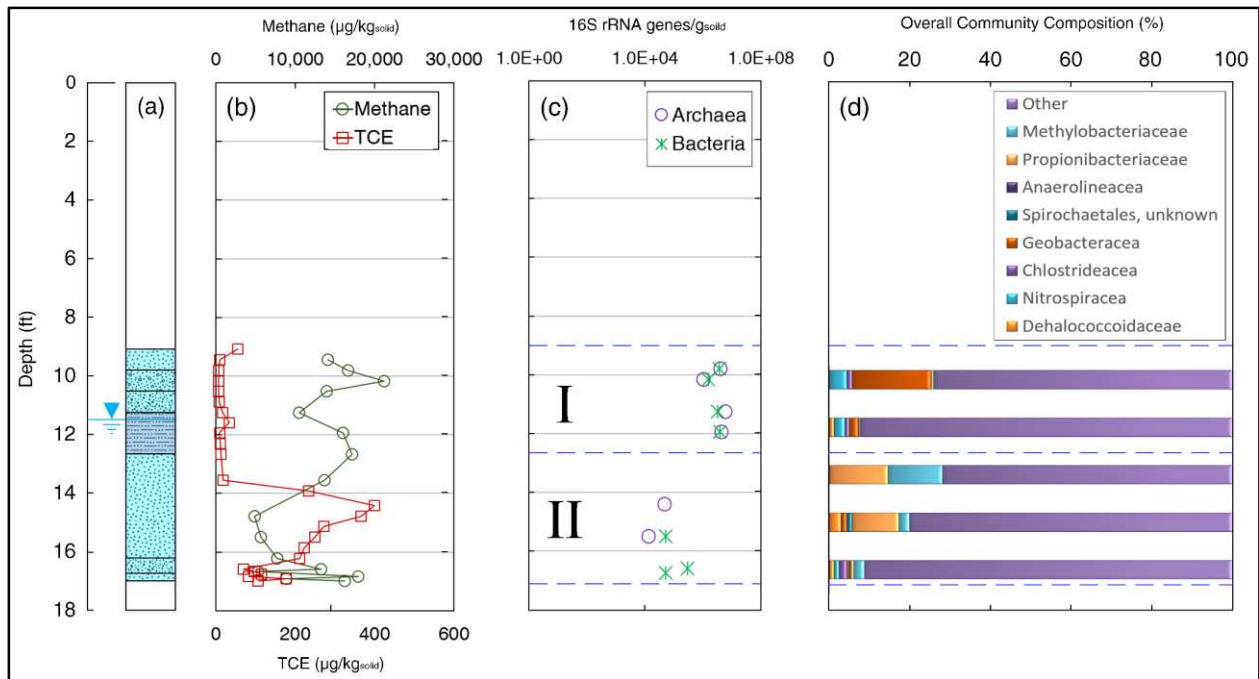 Methane (µg/kgsolid)
16S rRNA genes/gsoild
Overall Community Composition (%)
0 10,000 20,000 30,000
1.0E+00 1.0E+04 1.0E+08
0 20 40 60 80 100
Depth (ft)
0
2
4
6
8
10
12
14
16
18
(a)
(b)
Methane
TCE
(c)
Archaea
Bacteria
I
II
(d)
Other
Methylobacteriaceae
Propionibacteriaceae
Anaerolineacea
Spirochaetales, unknown
Geobacteracea
Chlostrideacea
Nitrospiracea
Dehalococcoidaceae
0 200 400 600
TCE (µg/kgsolid)